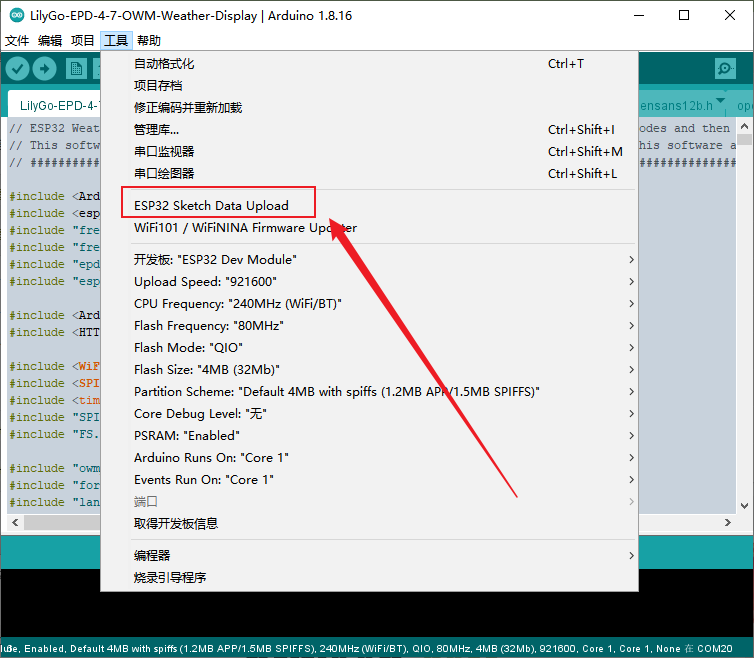 LilyGo-EPD-4-7-OWM-Weather-Display | Arduino 1.8.16
文件 编辑 项目 工具 帮助
自动格式化 Ctrl+T
项目存档
修正编码并重新加载
管理库... Ctrl+Shift+I
串口监视器 Ctrl+Shift+M
串口绘图器 Ctrl+Shift+L
ESP32 Sketch Data Upload
WiFi101 / WiFiNINA Firmware Updater
开发板: "ESP32 Dev Module"
Upload Speed: "921600"
CPU Frequency: "240MHz (WiFi/BT)"
Flash Frequency: "80MHz"
Flash Mode: "QIO"
Flash Size: "4MB (32Mb)"
Partition Scheme: "Default 4MB with spiffs (1.2MB APP/1.5MB SPIFFS)"
Core Debug Level: "无"
PSRAM: "Enabled"
Arduino Runs On: "Core 1"
Events Run On: "Core 1"
端口
取得开发板信息
编程器
烧录引导程序
LilyGo-EPD-4-7
ensans12b.h
ope
// ESP32 Weat
odes and then
// This softw
his software a
// ##########
##############
#include <Ard
#include <esp
#include "fre
#include "fre
#include "epd
#include "esp
#include <Ard
#include <HTT
#include <WiF
#include <SPI
#include <tim
#include "SPI
#include "FS.
#include "owm
#include "for
#include "lan
Enabled, Default 4MB with spiffs (1.2MB APP/1.5MB SPIFFS), 240MHz (WiFi/BT), QIO, 80MHz, 4MB (32Mb), 921600, Core 1, Core 1, None 在 COM20